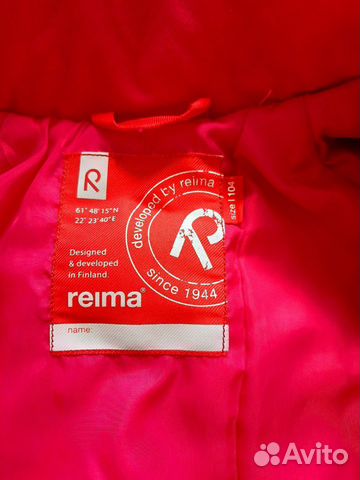 R
61° 48' 15"N
22° 23'40"E
Designed
& developed
in Finland.
reima®
name:
developed by reima
R
since 1944
size | 104
Avito